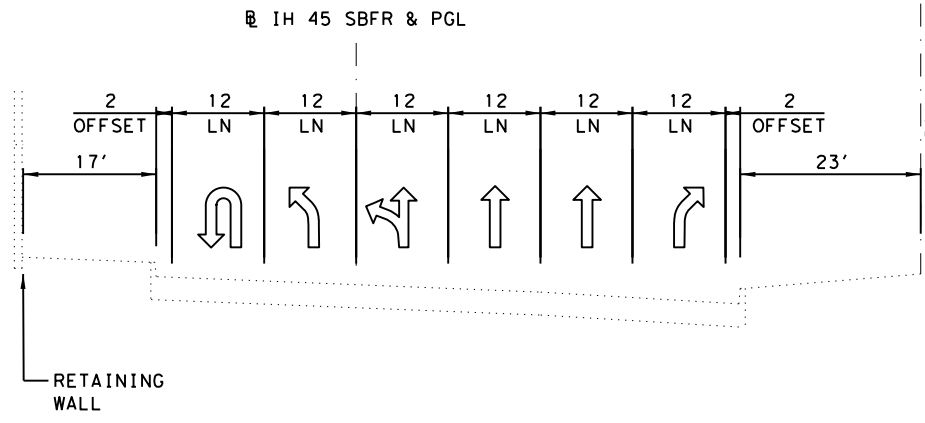 ℄ IH 45 SBFR & PGL
2 12 12 12 12 12 12 2
OFFSET LN LN LN LN LN LN OFFSET
17' 23'
RETAINING
WALL